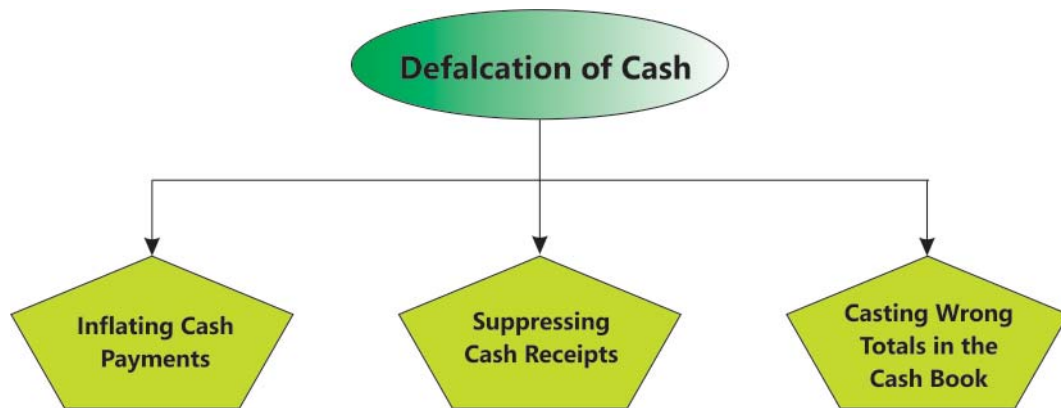 Defalcation of Cash
Inflating Cash
Payments
Suppressing
Cash Receipts
Casting Wrong
Totals in the
Cash Book